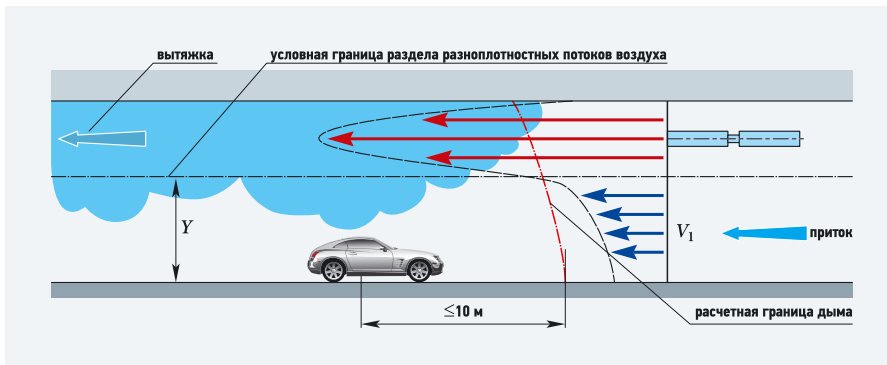 вытяжка
условная граница раздела разноплотностных потоков воздуха
Y
V1
приток
≤10 м
расчетная граница дыма